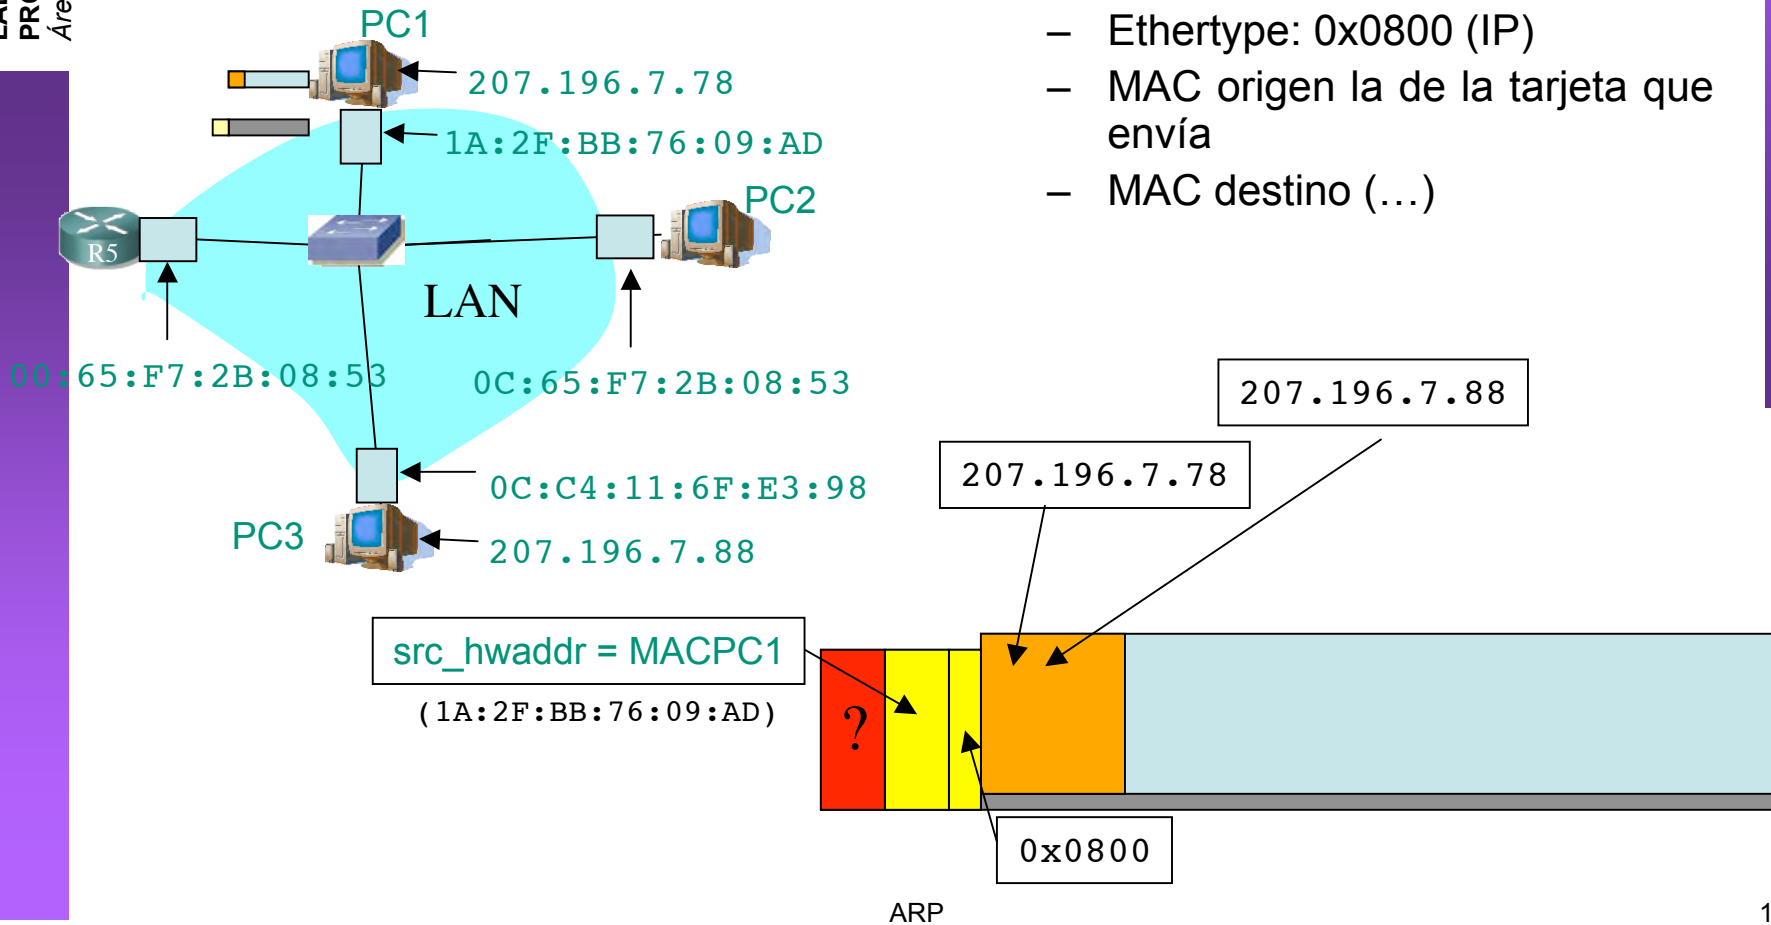 PC1
207.196.7.78
1A:2F:BB:76:09:AD
R5
PC2
LAN
00:65:F7:2B:08:53
0C:65:F7:2B:08:53
0C:C4:11:6F:E3:98
PC3
207.196.7.88
– Ethertype: 0x0800 (IP)
– MAC origen la de la tarjeta que
envía
– MAC destino (…)
207.196.7.88
207.196.7.78
src_hwaddr = MACPC1
(1A:2F:BB:76:09:AD)
?
0x0800
ARP
1